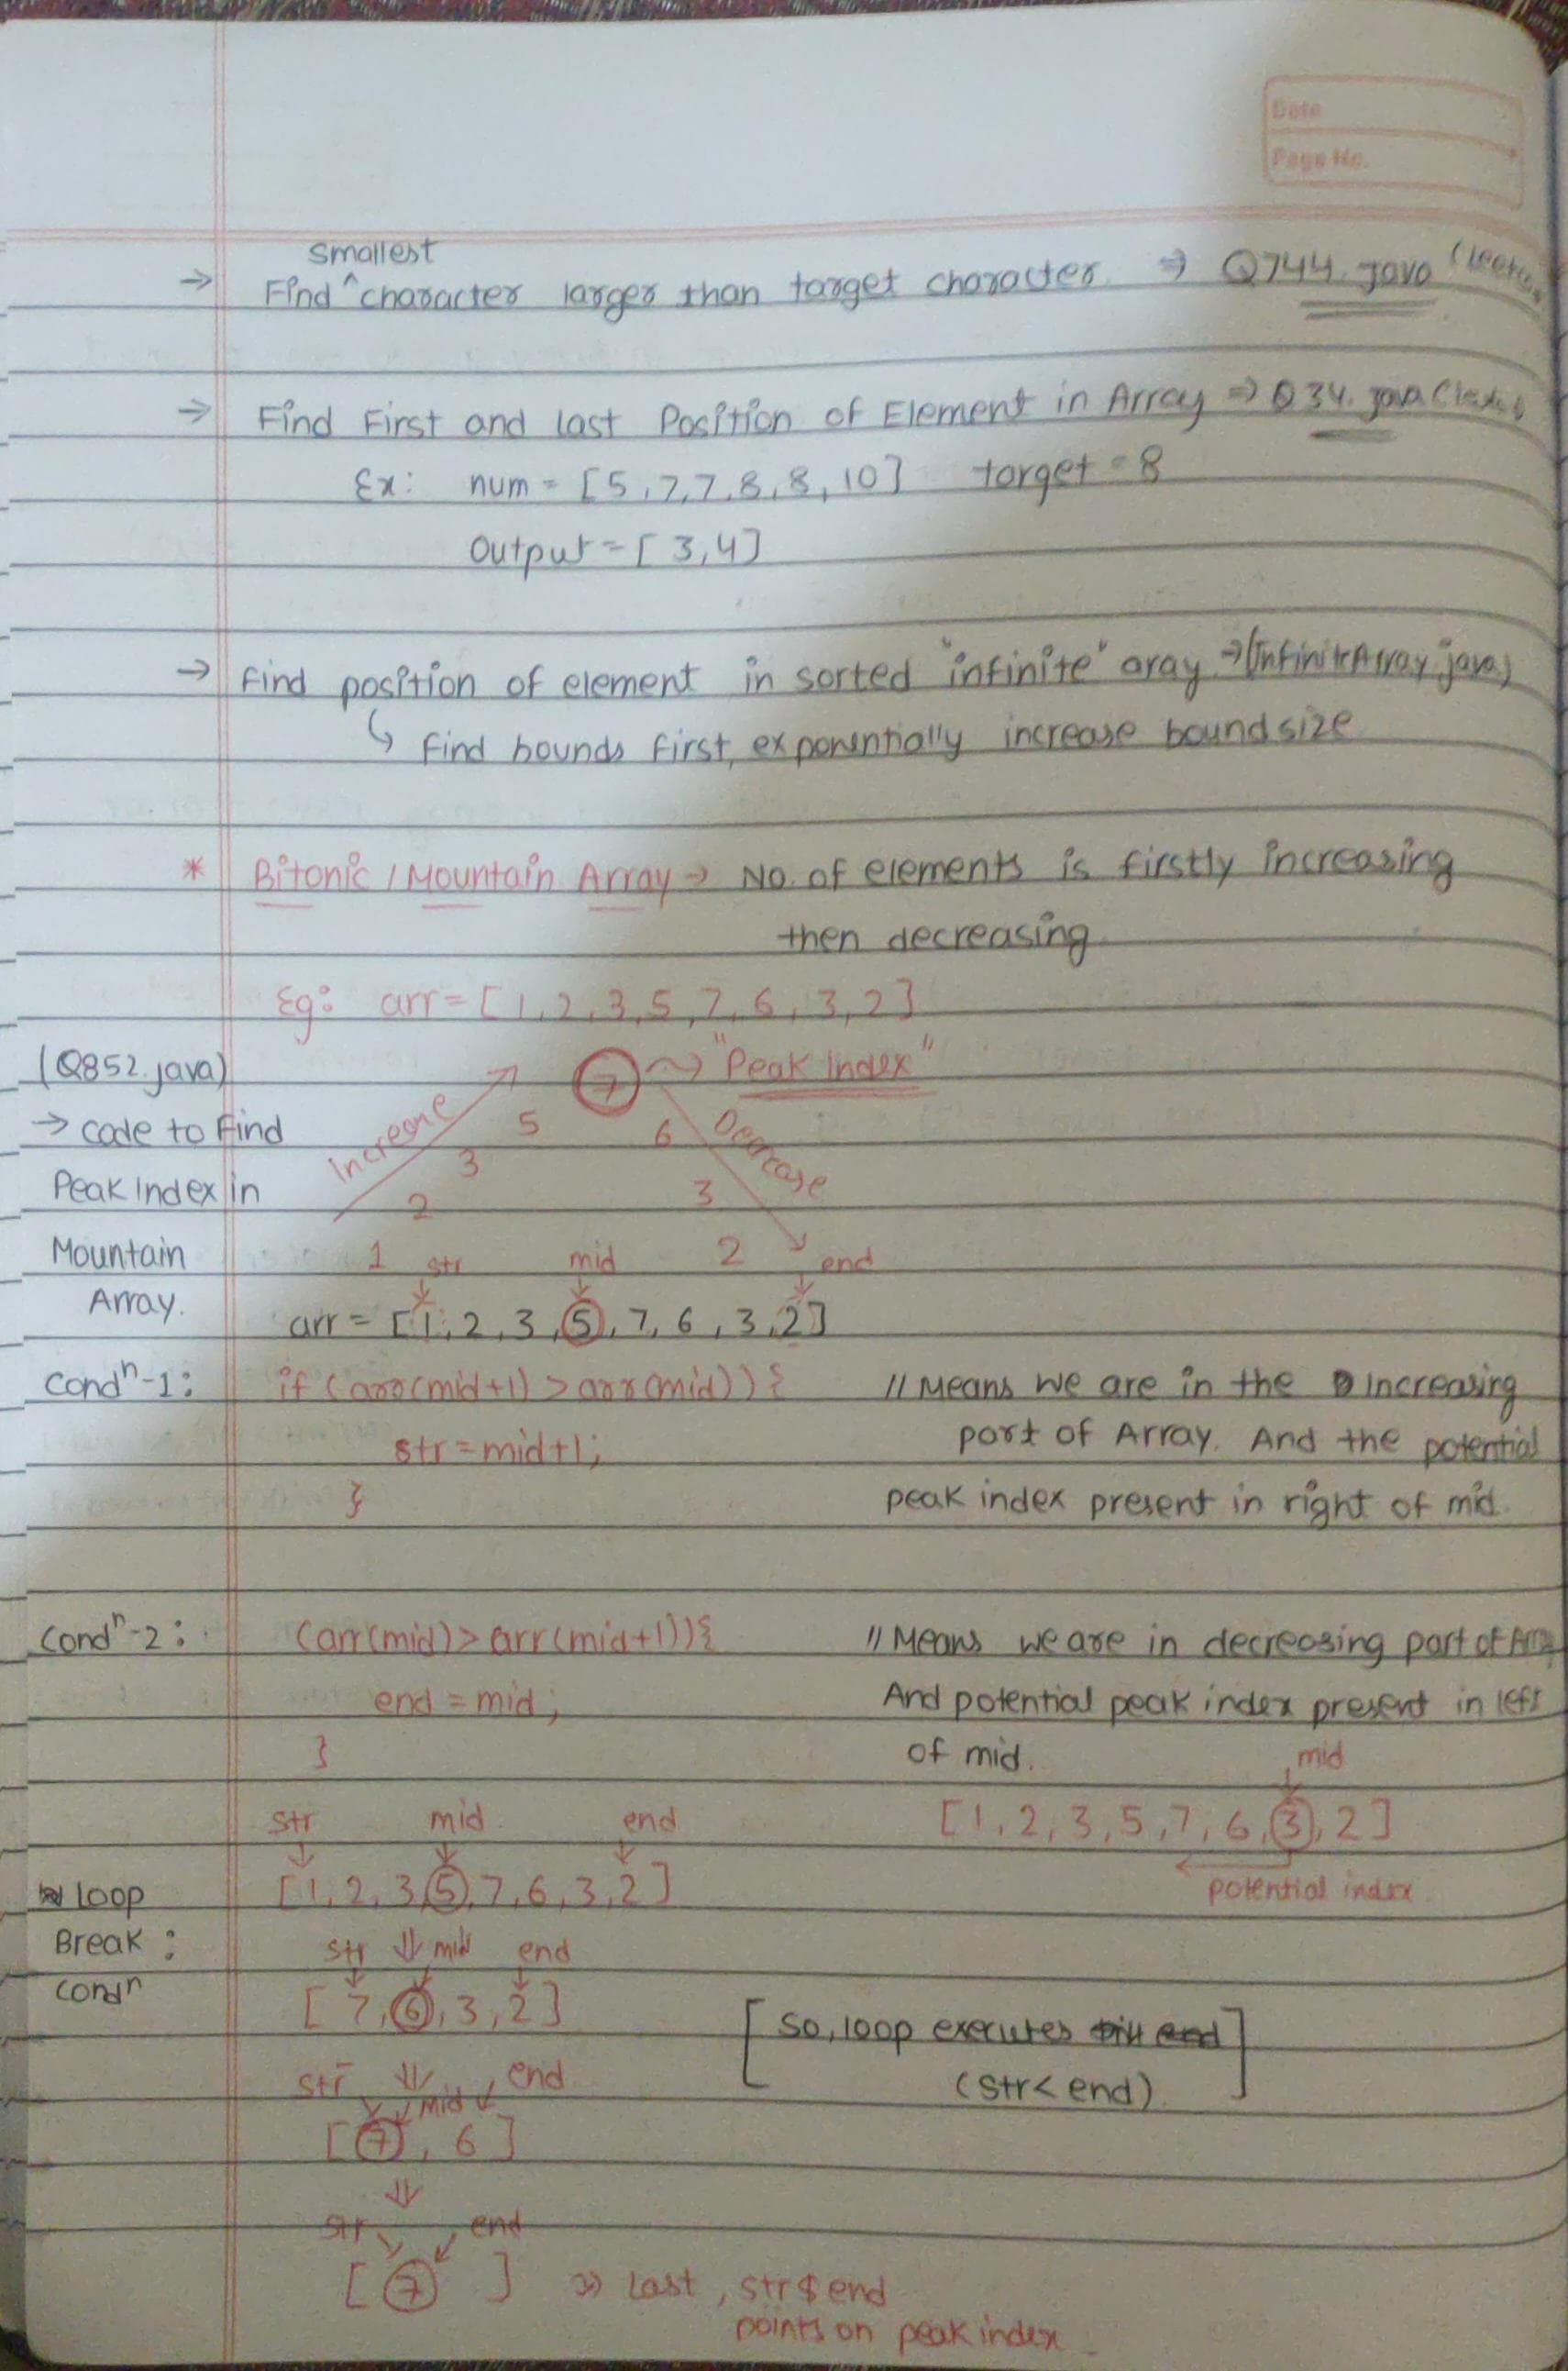 Date
Page No.
smallest
→ Find ^ character larger than target character ⇒ Q744.java
→ Find First and last Position of Element in Array ⇒ Q34.java
Ex: num = [5,7,7,8,8,10] target = 8
Output = [3,4]
→ Find position of element in sorted "infinite" aray → (InfiniteArray.java)
↳ find bounds first, exponentially increase bound size
* Bitonic / Mountain Array → No. of elements is firstly increasing
then decreasing.
Eg: arr = [1,2,3,5,7,6,3,2]
(Q852.java)
→ code to find
Peak Index in
Mountain
Array.
7 ~> "Peak Index"
Increase 5 6 Decrease
3 3
2
1 2
str mid end
arr = [1,2,3,5,7,6,3,2]
Condⁿ-1: if (arr(mid+1) > arr(mid)) { // Means we are in the increasing
str = mid+1; part of Array. And the potential
} peak index present in right of mid.
Condⁿ-2: (arr(mid) > arr(mid+1)) { // Means we are in decreasing part of
end = mid; And potential peak index present in left
} of mid.
mid
[1,2,3,5,7,6,3,2]
potential index
str mid end
loop [1,2,3,5,7,6,3,2]
Break :
Condⁿ
str ⇓ mid end
[7,6,3,2]
[So, loop executes till end
(str < end)]
str ⇓ mid end
[7, 6]
⇓
str end
[7] ⇒ Last, str & end
points on peak index